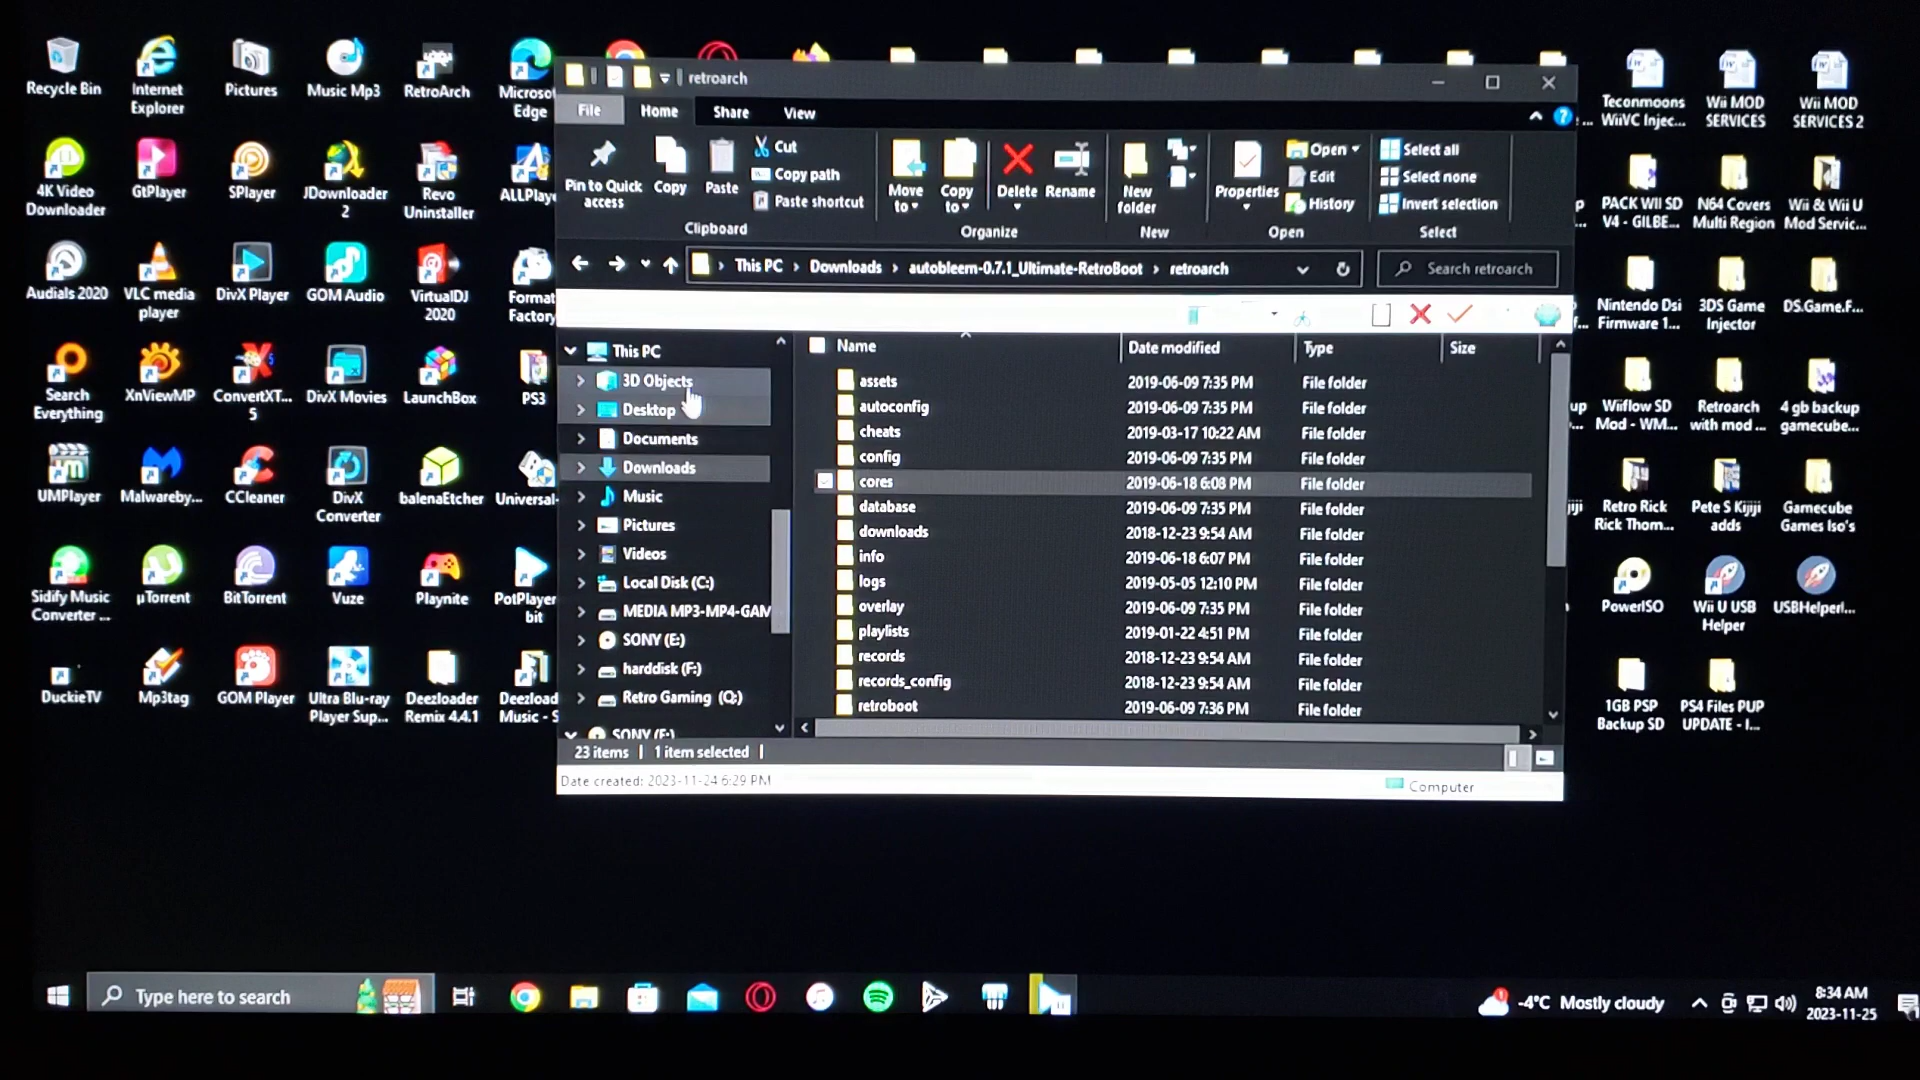 Recycle Bin
Internet
Explorer
Pictures
Music Mp3
RetroArch
Microsof
Edge
4K Video
Downloader
GtPlayer
SPlayer
JDownloader
2
Revo
Uninstaller
ALLPlaye
Audials 2020
VLC media
player
DivX Player
GOM Audio
VirtualDJ
2020
Format
Factory
Search
Everything
XnViewMP
ConvertXT...
5
DivX Movies
LaunchBox
PS3
UMPlayer
Malwareby...
CCleaner
DivX
Converter
balenaEtcher
Universal-
Sidify Music
Converter ...
µTorrent
BitTorrent
Vuze
Playnite
PotPlayer
bit
DuckieTV
Mp3tag
GOM Player
Ultra Blu-ray
Player Sup...
Deezloader
Remix 4.4.1
Deezload
Music - S
retroarch
File
Home
Share
View
Pin to Quick
access
Copy
Paste
Cut
Copy path
Paste shortcut
Clipboard
Move
to
Copy
to
Delete
Rename
Organize
New
folder
New
Properties
Open
Edit
History
Open
Select all
Select none
Invert selection
Select
This PC > Downloads > autobleem-0.7.1_Ultimate-RetroBoot > retroarch
Search retroarch
This PC
3D Objects
Desktop
Documents
Downloads
Music
Pictures
Videos
Local Disk (C:)
MEDIA MP3-MP4-GAM
SONY (E:)
harddisk (F:)
Retro Gaming (Q:)
SONY (E:)
Name Date modified Type Size
assets 2019-06-09 7:35 PM File folder
autoconfig 2019-06-09 7:35 PM File folder
cheats 2019-03-17 10:22 AM File folder
config 2019-06-09 7:35 PM File folder
cores 2019-06-18 6:08 PM File folder
database 2019-06-09 7:35 PM File folder
downloads 2018-12-23 9:54 AM File folder
info 2019-06-18 6:07 PM File folder
logs 2019-05-05 12:10 PM File folder
overlay 2019-06-09 7:35 PM File folder
playlists 2019-01-22 4:51 PM File folder
records 2018-12-23 9:54 AM File folder
records_config 2018-12-23 9:54 AM File folder
retroboot 2019-06-09 7:36 PM File folder
23 items | 1 item selected |
Date created: 2023-11-24 6:29 PM
Computer
Teconmoons
WiiVC Injec...
Wii MOD
SERVICES
Wii MOD
SERVICES 2
PACK WII SD
V4 - GILBE...
N64 Covers
Multi Region
Wii & Wii U
Mod Servic...
Nintendo Dsi
Firmware 1...
3DS Game
Injector
DS.Game.F...
Wiiflow SD
Mod - WM...
Retroarch
with mod ...
4 gb backup
gamecube...
Retro Rick
Rick Thom...
Pete S Kijiji
adds
Gamecube
Games Iso's
PowerISO
Wii U USB
Helper
USBHelperI...
1GB PSP
Backup SD
PS4 Files PUP
UPDATE - I...
Type here to search
-4°C Mostly cloudy
8:34 AM
2023-11-25